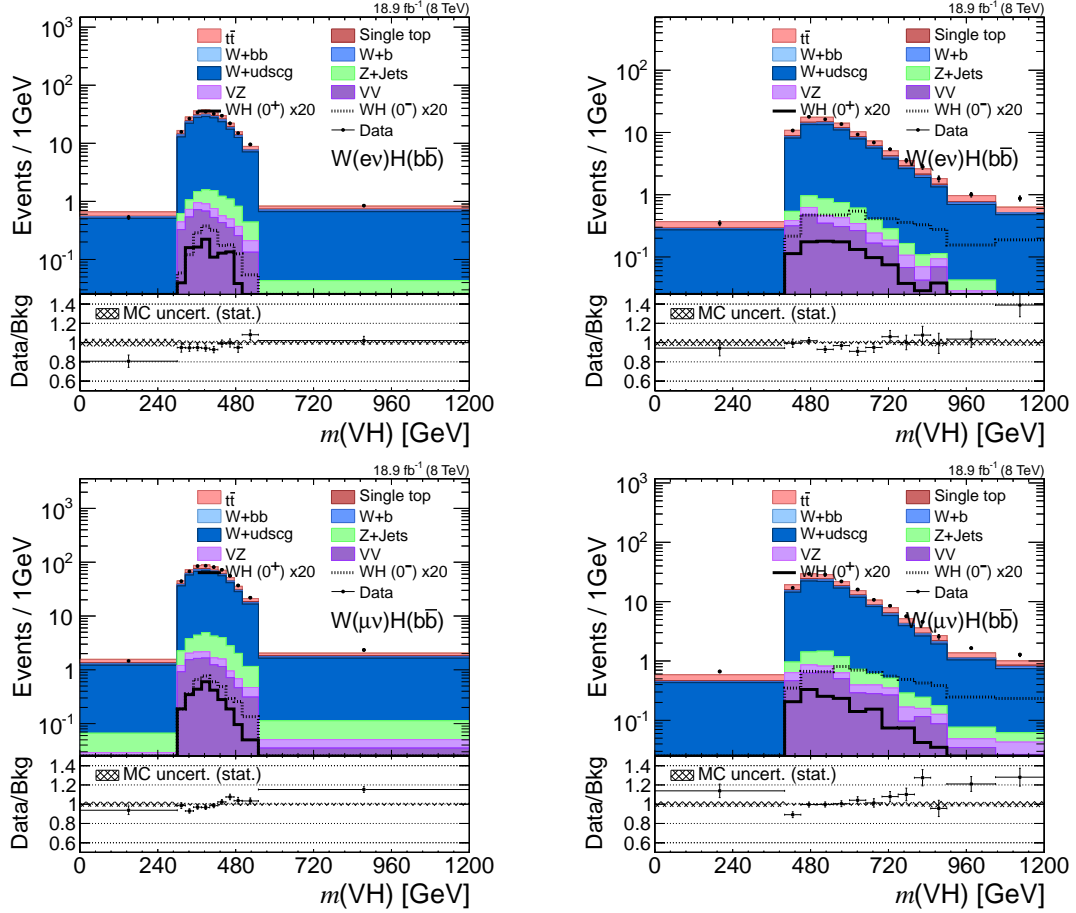 18.9 fb⁻¹ (8 TeV)
Events / 1GeV
10³
10²
10
1
10⁻¹
tt̅
Single top
W+bb
W+b
W+udscg
Z+Jets
VZ
VV
WH (0⁺) x20
WH (0⁻) x20
Data
W(eν)H(bb̅)
Data/Bkg
1.4
1.2
1
0.8
0.6
MC uncert. (stat.)
0 240 480 720 960 1200
m(VH) [GeV]
18.9 fb⁻¹ (8 TeV)
Events / 1GeV
10²
10
1
10⁻¹
tt̅
Single top
W+bb
W+b
W+udscg
Z+Jets
VZ
VV
WH (0⁺) x20
WH (0⁻) x20
Data
W(eν)H(bb̅)
Data/Bkg
1.4
1.2
1
0.8
0.6
MC uncert. (stat.)
0 240 480 720 960 1200
m(VH) [GeV]
18.9 fb⁻¹ (8 TeV)
Events / 1GeV
10³
10²
10
1
10⁻¹
tt̅
Single top
W+bb
W+b
W+udscg
Z+Jets
VZ
VV
WH (0⁺) x20
WH (0⁻) x20
Data
W(μν)H(bb̅)
Data/Bkg
1.4
1.2
1
0.8
0.6
MC uncert. (stat.)
0 240 480 720 960 1200
m(VH) [GeV]
18.9 fb⁻¹ (8 TeV)
Events / 1GeV
10³
10²
10
1
10⁻¹
tt̅
Single top
W+bb
W+b
W+udscg
Z+Jets
VZ
VV
WH (0⁺) x20
WH (0⁻) x20
Data
W(μν)H(bb̅)
Data/Bkg
1.4
1.2
1
0.8
0.6
MC uncert. (stat.)
0 240 480 720 960 1200
m(VH) [GeV]